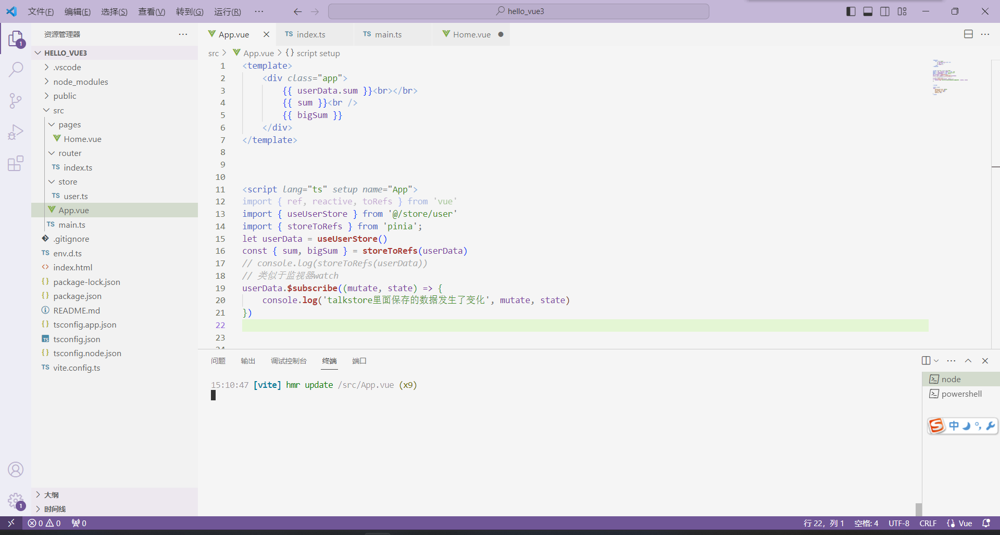 文件(F) 编辑(E) 选择(S) 查看(V) 转到(G) 运行(R) ··· hello_vue3
资源管理器 ···
HELLO_VUE3
.vscode
node_modules
public
src
pages
Home.vue
router
TS index.ts
store
TS user.ts
App.vue
TS main.ts
.gitignore
TS env.d.ts
<> index.html
{} package-lock.json
{} package.json
README.md
{} tsconfig.app.json
TS tsconfig.json
{} tsconfig.node.json
TS vite.config.ts
大纲
时间线
1
1
App.vue TS index.ts TS main.ts Home.vue
src > App.vue > {} script setup
1 <template>
2 <div class="app">
3 {{ userData.sum }}<br></br>
4 {{ sum }}<br />
5 {{ bigSum }}
6 </div>
7 </template>
8
9
10
11 <script lang="ts" setup name="App">
12 import { ref, reactive, toRefs } from 'vue'
13 import { useUserStore } from '@/store/user'
14 import { storeToRefs } from 'pinia';
15 let userData = useUserStore()
16 const { sum, bigSum } = storeToRefs(userData)
17 // console.log(storeToRefs(userData))
18 // 类似于监视器watch
19 userData.$subscribe((mutate, state) => {
20 console.log('talkstore里面保存的数据发生了变化', mutate, state)
21 })
22
23
问题 输出 调试控制台 终端 端口
15:10:47 [vite] hmr update /src/App.vue (x9)
node
powershell
S 中
0 0 0 行 22，列 1 空格: 4 UTF-8 CRLF {} Vue